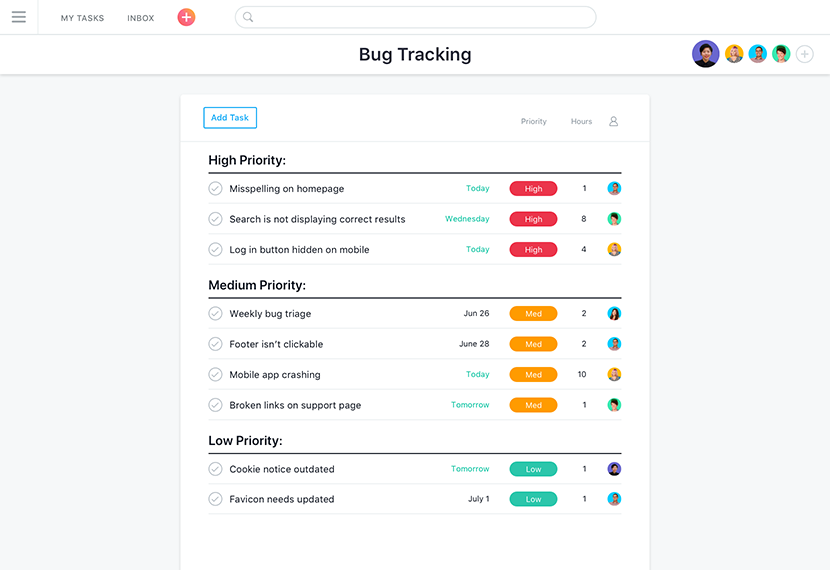 MY TASKS INBOX
Bug Tracking
Add Task Priority Hours
High Priority:
Misspelling on homepage Today High 1
Search is not displaying correct results Wednesday High 8
Log in button hidden on mobile Today High 4
Medium Priority:
Weekly bug triage Jun 26 Med 2
Footer isn’t clickable June 28 Med 2
Mobile app crashing Today Med 10
Broken links on support page Tomorrow Med 1
Low Priority:
Cookie notice outdated Tomorrow Low 1
Favicon needs updated July 1 Low 1